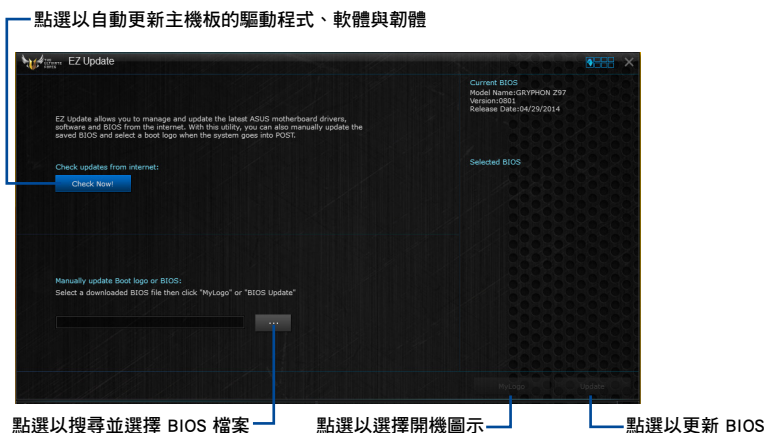 點選以自動更新主機板的驅動程式、軟體與韌體
THE ULTIMATE FORCE
EZ Update
Current BIOS
Model Name:GRYPHON Z97
Version:0801
Release Date:04/29/2014
EZ Update allows you to manage and update the latest ASUS motherboard drivers,
software and BIOS from the internet. With this utility, you can also manually update the
saved BIOS and select a boot logo when the system goes into POST.
Check updates from internet:
Selected BIOS
Check Now!
Manually update Boot logo or BIOS:
Select a downloaded BIOS file then click "MyLogo" or "BIOS Update"
...
MyLogo
Update
點選以搜尋並選擇 BIOS 檔案
點選以選擇開機圖示
點選以更新 BIOS